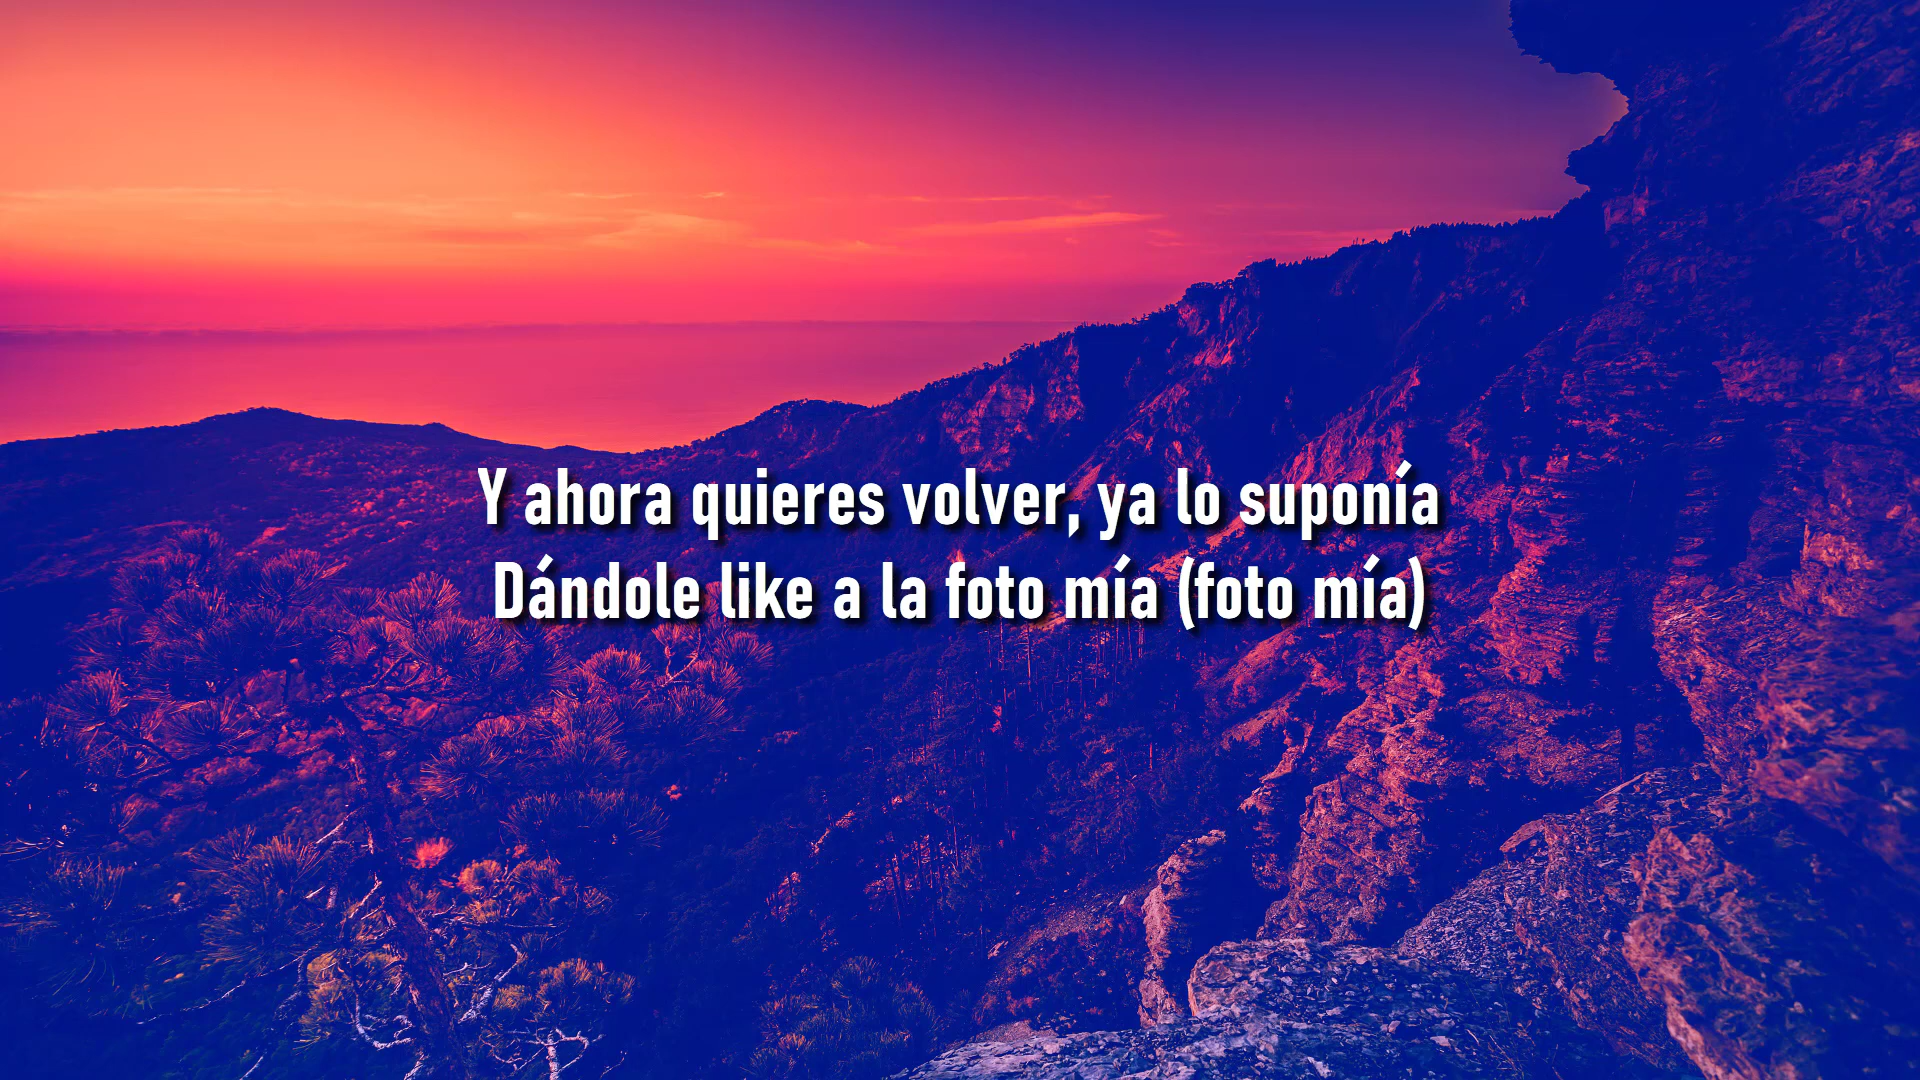 Y ahora quieres volver, ya lo suponía
Dándole like a la foto mía (foto mía)